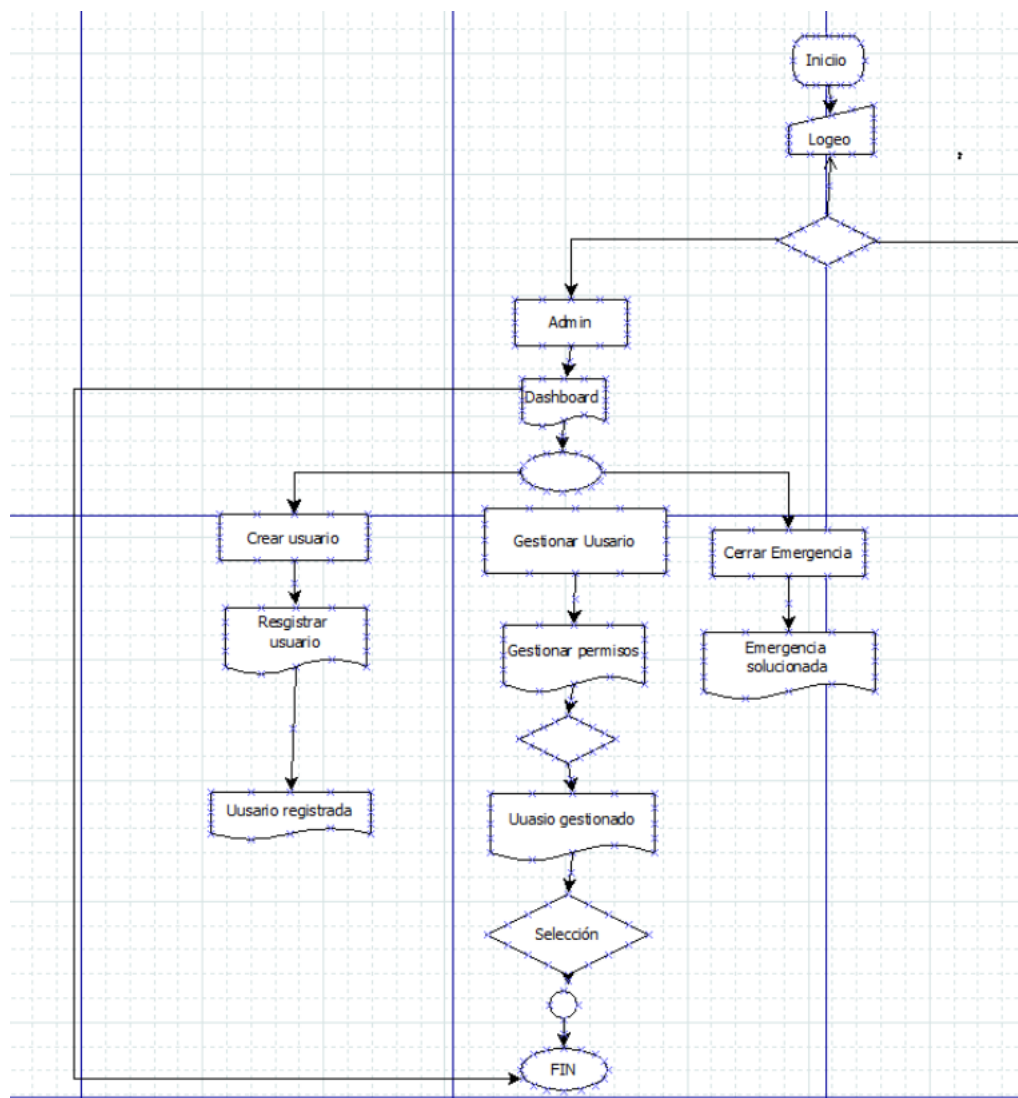 Iniciio
Logeo
Admin
Dashboard
Crear usuario
Gestionar Uusario
Cerrar Emergencia
Resgistrar
usuario
Gestionar permisos
Emergencia
solucionada
Uusario registrada
Uuasio gestionado
Selección
FIN